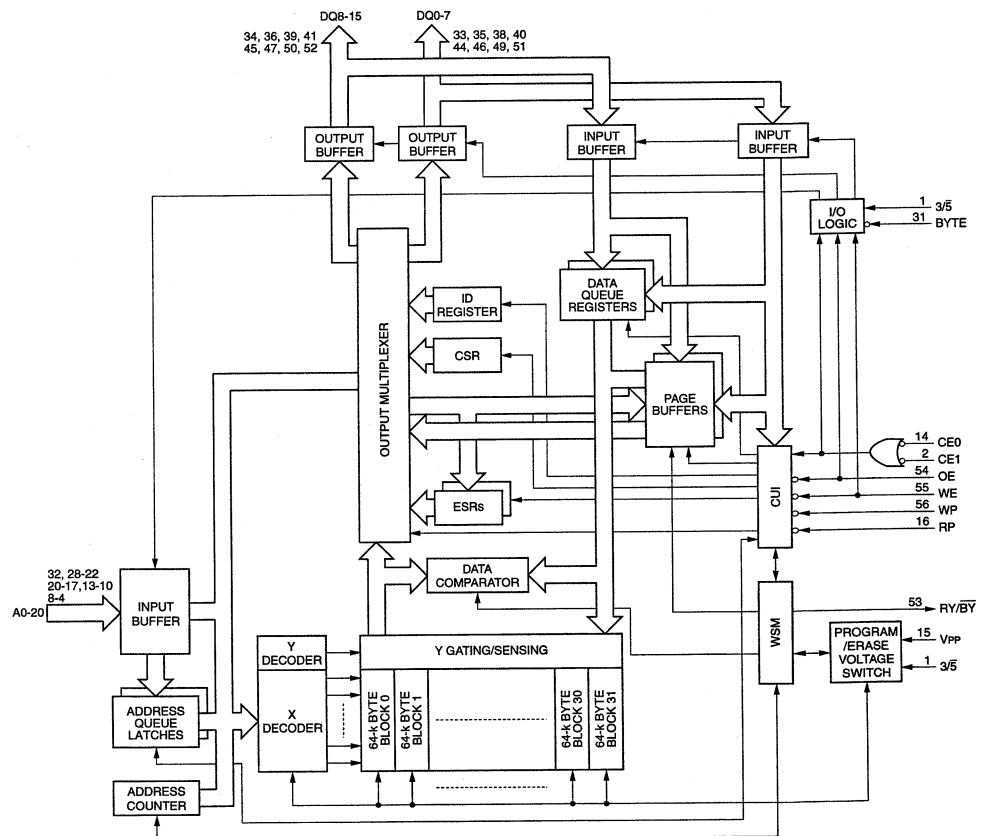 DQ8-15
DQ0-7
34, 36, 39, 41
45, 47, 50, 52
33, 35, 38, 40
44, 46, 49, 51
OUTPUT
BUFFER
OUTPUT
BUFFER
INPUT
BUFFER
INPUT
BUFFER
I/O
LOGIC
1
3/5̅
31
BYTE
OUTPUT MULTIPLEXER
ID
REGISTER
CSR
DATA
QUEUE
REGISTERS
PAGE
BUFFERS
ESRs
CUI
14
CE0
2
CE1
54
OE
55
WE
56
WP
16
RP
DATA
COMPARATOR
32, 28-22
20-17,13-10
8-4
A0-20
INPUT
BUFFER
WSM
53
RY/B̅Y̅
PROGRAM
/ERASE
VOLTAGE
SWITCH
15
VPP
1
3/5̅
Y
DECODER
Y GATING/SENSING
X
DECODER
64-k BYTE
BLOCK 0
64-k BYTE
BLOCK 1
64-k BYTE
BLOCK 30
64-k BYTE
BLOCK 31
ADDRESS
QUEUE
LATCHES
ADDRESS
COUNTER